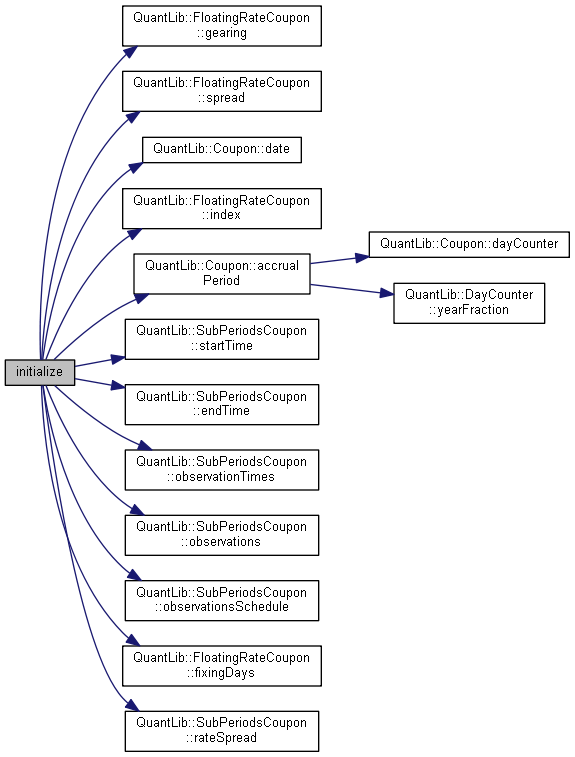 QuantLib::FloatingRateCoupon
::gearing
QuantLib::FloatingRateCoupon
::spread
QuantLib::Coupon::date
QuantLib::FloatingRateCoupon
::index
QuantLib::Coupon::accrual
Period
QuantLib::Coupon::dayCounter
QuantLib::DayCounter
::yearFraction
QuantLib::SubPeriodsCoupon
::startTime
initialize
QuantLib::SubPeriodsCoupon
::endTime
QuantLib::SubPeriodsCoupon
::observationTimes
QuantLib::SubPeriodsCoupon
::observations
QuantLib::SubPeriodsCoupon
::observationsSchedule
QuantLib::FloatingRateCoupon
::fixingDays
QuantLib::SubPeriodsCoupon
::rateSpread